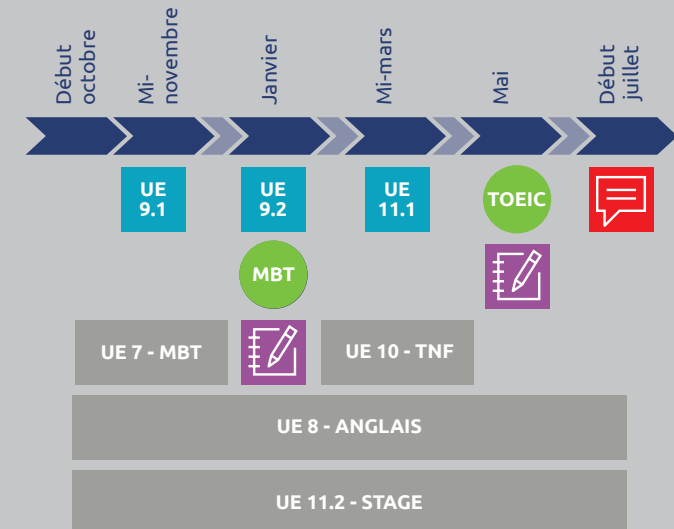 Début
octobre
Mi-
novembre
Janvier
Mi-mars
Mai
Début
juillet
UE
9.1
UE
9.2
UE
11.1
TOEIC
MBT
UE 7 - MBT
UE 10 - TNF
UE 8 - ANGLAIS
UE 11.2 - STAGE